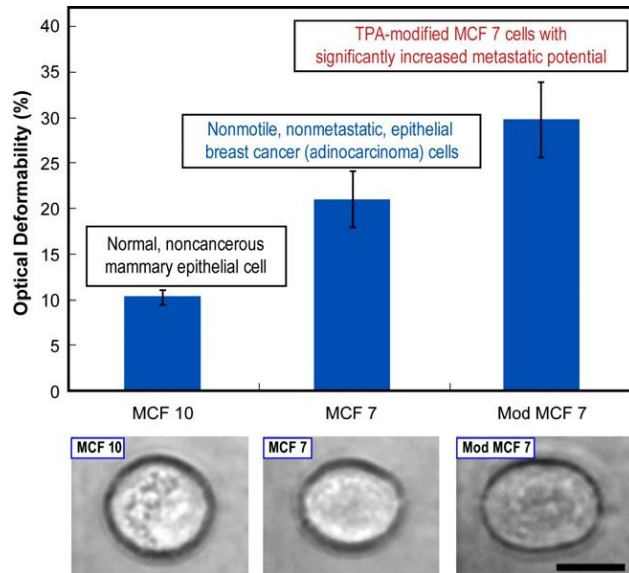 40
35
30
25
20
15
10
5
0
Optical Deformability (%)
TPA-modified MCF 7 cells with
significantly increased metastatic potential
Nonmotile, nonmetastatic, epithelial
breast cancer (adinocarcinoma) cells
Normal, noncancerous
mammary epithelial cell
MCF 10
MCF 7
Mod MCF 7
MCF 10
MCF 7
Mod MCF 7